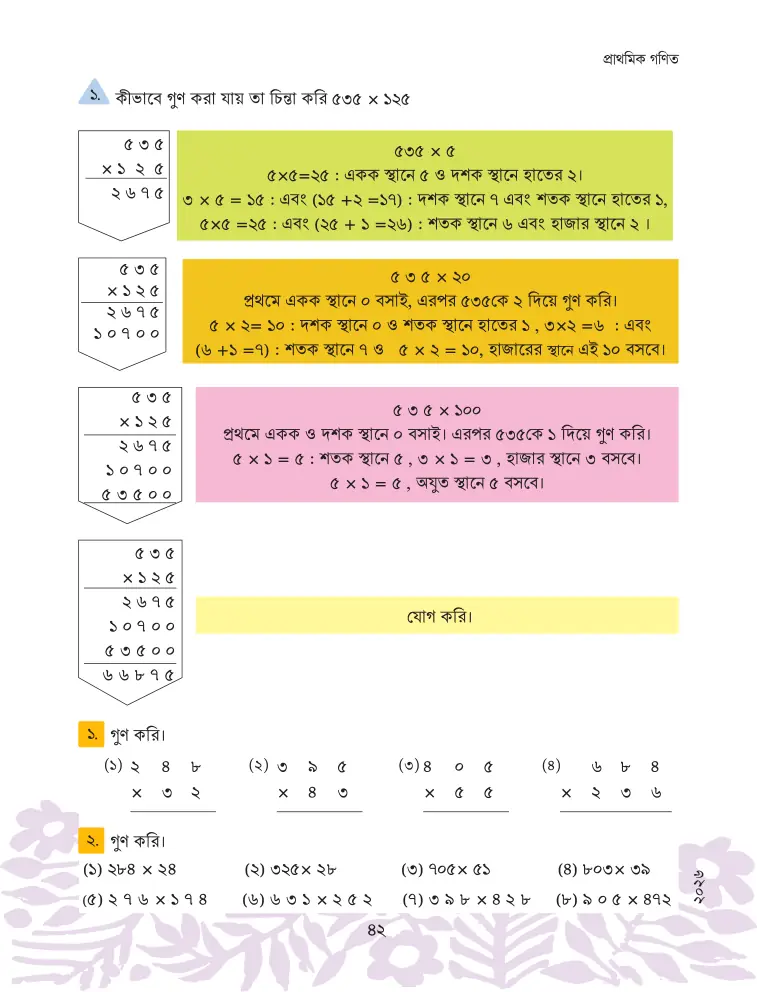 প্রাথমিক গণিত
১. কীভাবে গুণ করা যায় তা চিন্তা করি ৫৩৫ × ১২৫
৫ ৩ ৫
× ১ ২ ৫
২ ৬ ৭ ৫
৫৩৫ × ৫
৫×৫=২৫ : একক স্থানে ৫ ও দশক স্থানে হাতের ২।
৩ × ৫ = ১৫ : এবং (১৫ +২ =১৭) : দশক স্থানে ৭ এবং শতক স্থানে হাতের ১,
৫×৫ =২৫ : এবং (২৫ + ১ =২৬) : শতক স্থানে ৬ এবং হাজার স্থানে ২ ।
৫ ৩ ৫
× ১ ২ ৫
২ ৬ ৭ ৫
১ ০ ৭ ০ ০
৫ ৩ ৫ × ২০
প্রথমে একক স্থানে ০ বসাই, এরপর ৫৩৫কে ২ দিয়ে গুণ করি।
৫ × ২= ১০ : দশক স্থানে ০ ও শতক স্থানে হাতের ১ , ৩×২ =৬ : এবং
(৬ +১ =৭) : শতক স্থানে ৭ ও ৫ × ২ = ১০, হাজারের স্থানে এই ১০ বসবে।
৫ ৩ ৫
× ১ ২ ৫
২ ৬ ৭ ৫
১ ০ ৭ ০ ০
৫ ৩ ৫ ০ ০
৫ ৩ ৫ × ১০০
প্রথমে একক ও দশক স্থানে ০ বসাই। এরপর ৫৩৫কে ১ দিয়ে গুণ করি।
৫ × ১ = ৫ : শতক স্থানে ৫ , ৩ × ১ = ৩ , হাজার স্থানে ৩ বসবে।
৫ × ১ = ৫ , অযুত স্থানে ৫ বসবে।
৫ ৩ ৫
× ১ ২ ৫
২ ৬ ৭ ৫
১ ০ ৭ ০ ০
৫ ৩ ৫ ০ ০
৬ ৬ ৮ ৭ ৫
যোগ করি।
১. গুণ করি।
(১) ২ ৪ ৮ (২) ৩ ৯ ৫ (৩) ৪ ০ ৫ (৪) ৬ ৮ ৪
× ৩ ২ × ৪ ৩ × ৫ ৫ × ২ ৩ ৬
২. গুণ করি।
(১) ২৮৪ × ২৪ (২) ৩২৫× ২৮ (৩) ৭০৫× ৫১ (৪) ৮০৩× ৩৯
(৫) ২ ৭ ৬ × ১ ৭ ৪ (৬) ৬ ৩ ১ × ২ ৫ ২ (৭) ৩ ৯ ৮ × ৪ ২ ৮ (৮) ৯ ০ ৫ × ৪৭২
২০২৬
৪২